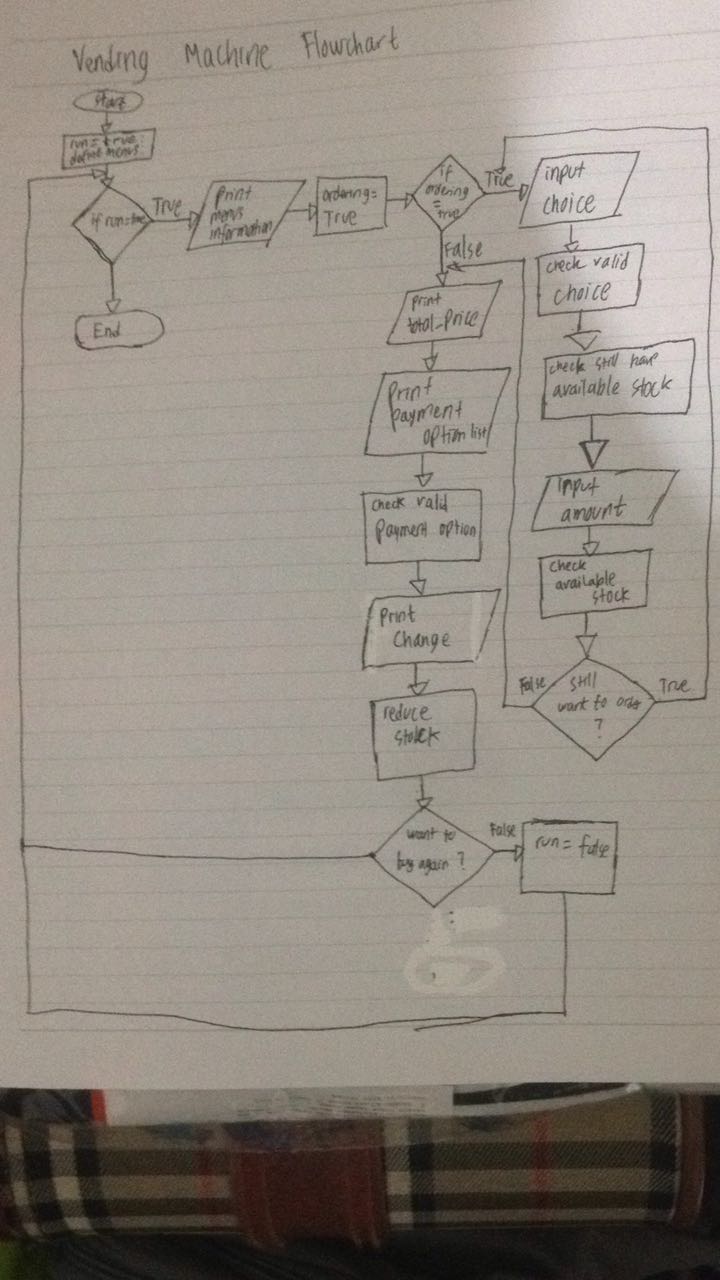 Vending Machine Flowchart
Start
run = true
define menus
if run=true
True
Print
menus
information
ordering =
True
if
ordering
=
true
True
input
choice
check valid
choice
check still have
available stock
Input
amount
check
available
stock
Still
want to order
?
False
True
False
Print
total_price
Print
payment
option list
check valid
Payment option
Print
Change
reduce
stock
want to
buy again ?
False
run = false
End